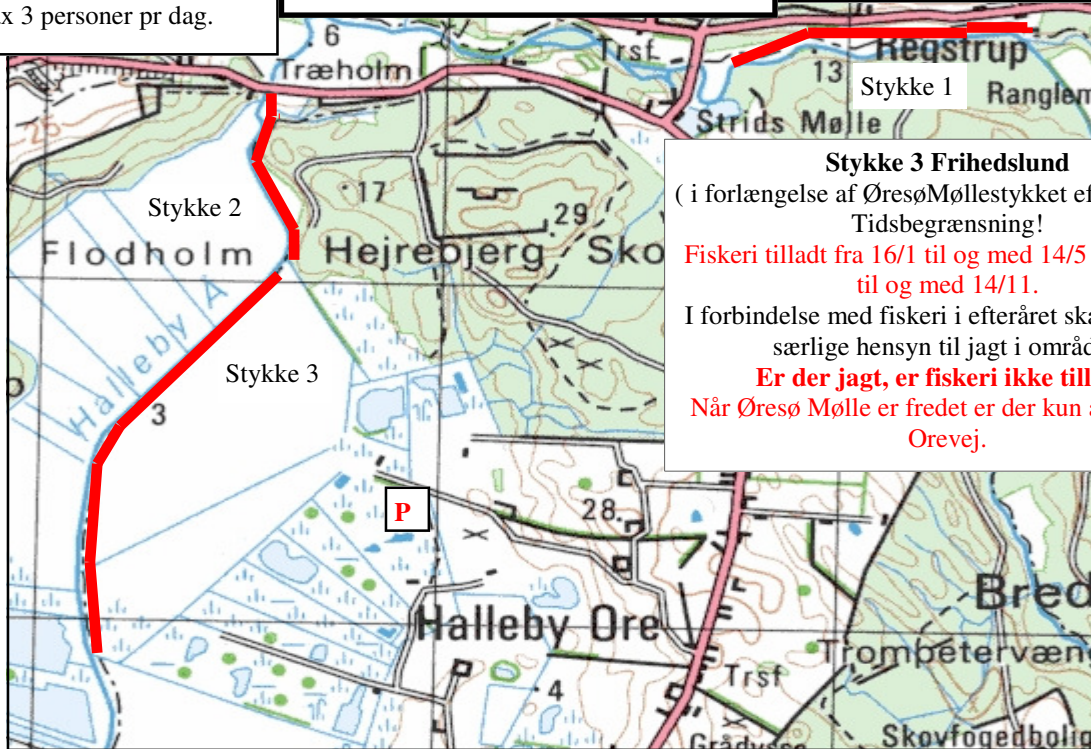 3 personer pr dag.
6
Trsf.
Træholm
Regstrup
13
Stykke 1
Ranglem
25
Strids Mølle
Stykke 3 Frihedslund
( i forlængelse af ØresøMøllestykket ef
Tidsbegrænsning!
Fiskeri tilladt fra 16/1 til og med 14/5
til og med 14/11.
I forbindelse med fiskeri i efteråret ska
særlige hensyn til jagt i områd
Er der jagt, er fiskeri ikke till
Når Øresø Mølle er fredet er der kun
Orevej.
17
Stykke 2
29
Flodholm
Hejrebjerg Sko
Halleby Å
Stykke 3
3
P
28
Bred
Halleby Ore
Trompetervæn
Trsf
4
Grådysse
Skovfogedbolig